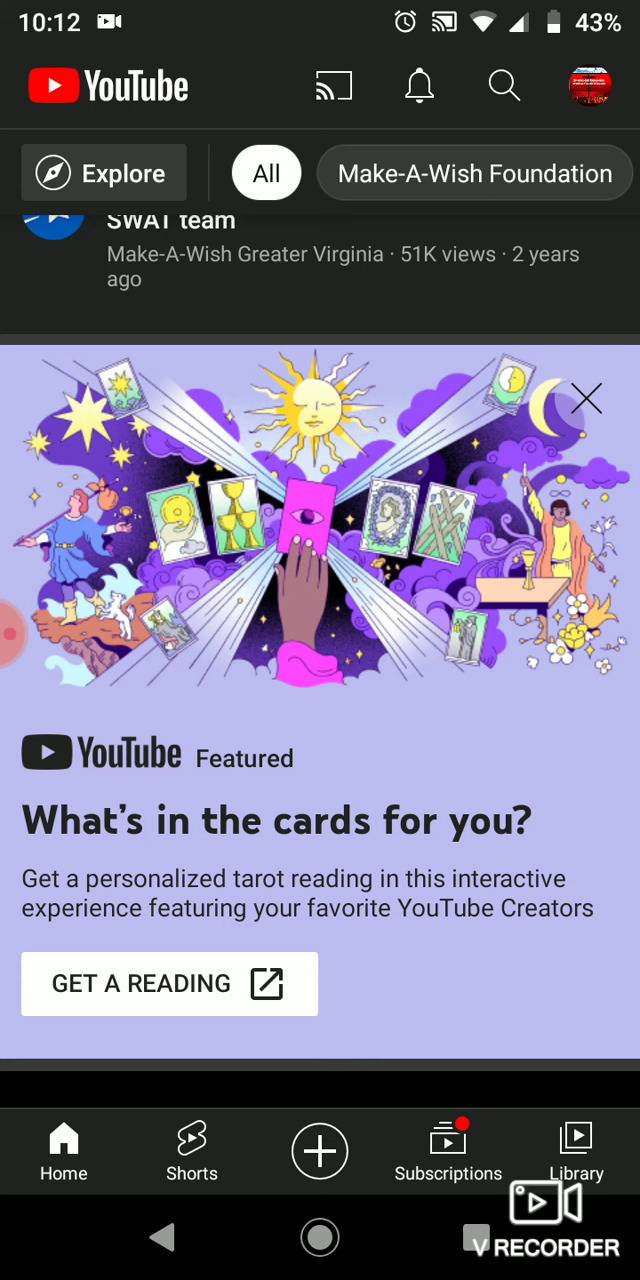 10:12
43%
YouTube
Explore
All
Make-A-Wish Foundation
SWAT team
Make-A-Wish Greater Virginia · 51K views · 2 years
ago
YouTube Featured
What's in the cards for you?
Get a personalized tarot reading in this interactive
experience featuring your favorite YouTube Creators
GET A READING
Home
Shorts
Subscriptions
Library
V RECORDER